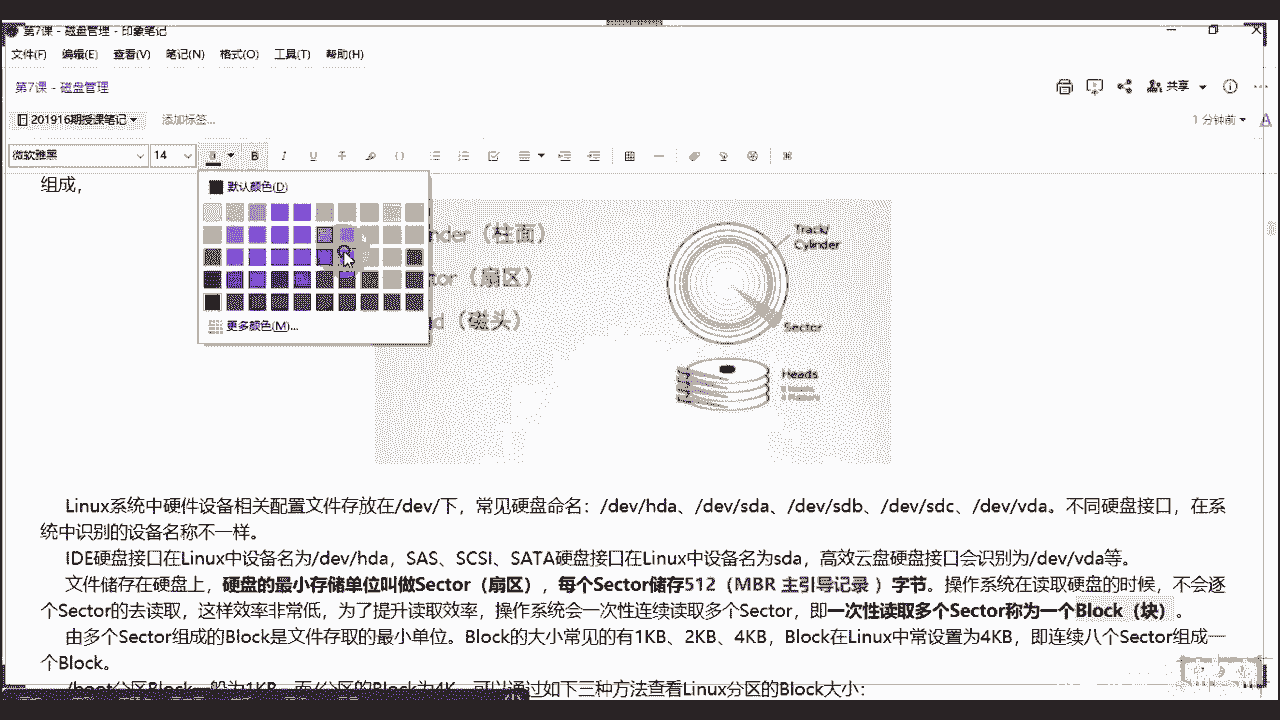 第7课 - 磁盘管理 - 印象笔记
文件(F) 编辑(E) 查看(V) 笔记(N) 格式(O) 工具(T) 帮助(H)
第7课 - 磁盘管理
共享
201916期授课笔记
添加标签...
1 分钟前
微软雅黑
14
组成，
默认颜色(D)
更多颜色(M)...
nder（柱面）
tor（扇区）
d（磁头）
Track/
Cylinder
Sector
Heads
Linux系统中硬件设备相关配置文件存放在/dev/下，常见硬盘命名：/dev/hda、/dev/sda、/dev/sdb、/dev/sdc、/dev/vda。不同硬盘接口，在系
统中识别的设备名称不一样。
IDE硬盘接口在Linux中设备名为/dev/hda，SAS、SCSI、SATA硬盘接口在Linux中设备名为sda，高效云盘硬盘接口会识别为/dev/vda等。
文件储存在硬盘上，硬盘的最小存储单位叫做Sector（扇区），每个Sector储存512（MBR 主引导记录 ）字节。操作系统在读取硬盘的时候，不会逐
个Sector的去读取，这样效率非常低，为了提升读取效率，操作系统会一次性连续读取多个Sector，即一次性读取多个Sector称为一个Block（块）。
由多个Sector组成的Block是文件存取的最小单位。Block的大小常见的有1KB、2KB、4KB，Block在Linux中常设置为4KB，即连续八个Sector组成一
个Block。
/boot分区Block一般为1KB，而/分区的Block为4K，可以通过如下三种方法查看Linux分区的Block大小：